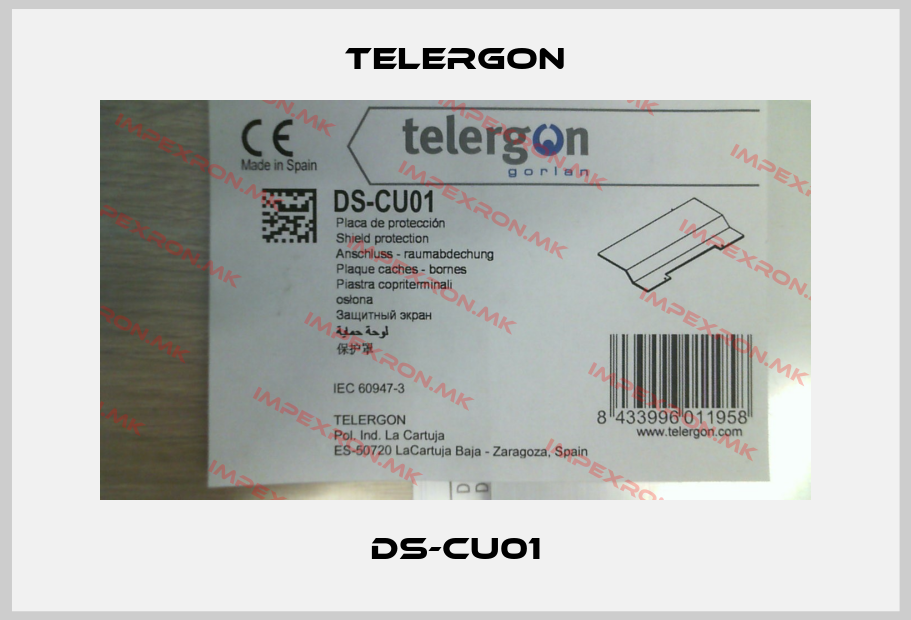 TELERGON
CE
Made in Spain
telergon
gorlan
DS-CU01
Placa de protección
Shield protection
Anschluss - raumabdechung
Plaque caches - bornes
Piastra copriterminali
osłona
Защитный экран
لوحة حماية
保护罩
IEC 60947-3
TELERGON
Pol. Ind. La Cartuja
ES-50720 LaCartuja Baja - Zaragoza, Spain
8 433996 011958
www.telergon.com
D
D
IMPEXRON.MK
DS-CU01